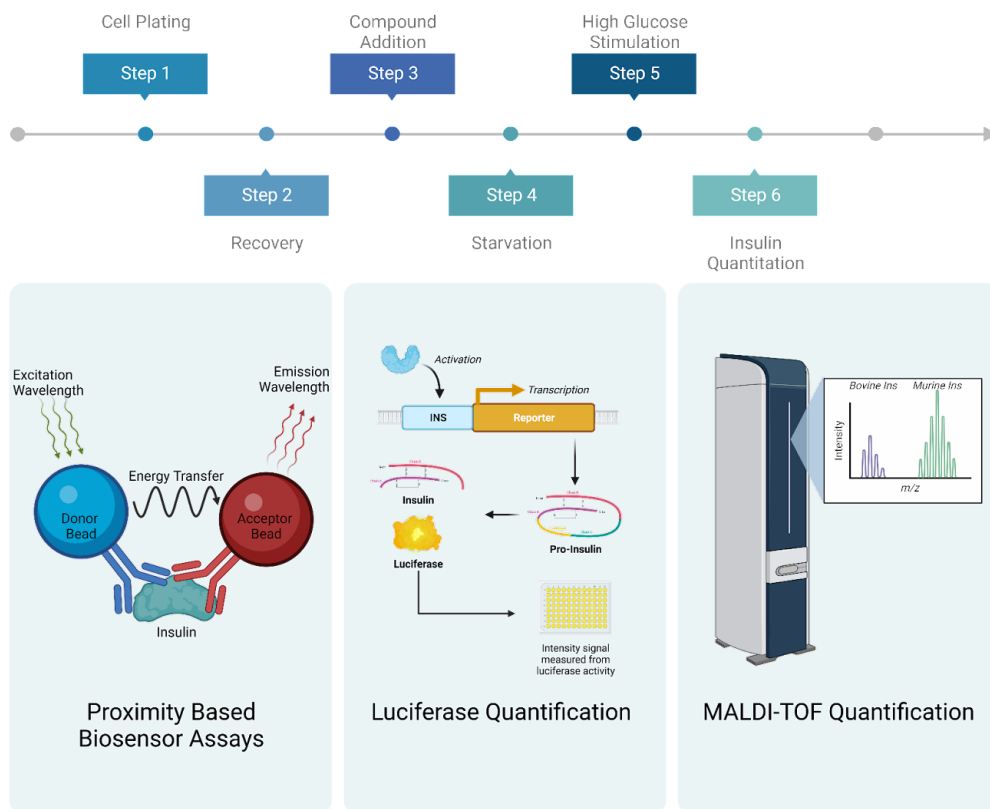 Cell Plating
Compound
Addition
High Glucose
Stimulation
Step 1
Step 3
Step 5
Step 2
Step 4
Step 6
Recovery
Starvation
Insulin
Quantitation
Excitation
Wavelength
Emission
Wavelength
Energy Transfer
Donor
Bead
Acceptor
Bead
Insulin
Proximity Based
Biosensor Assays
Activation
Transcription
INS
Reporter
Insulin
Pro-Insulin
Luciferase
Intensity signal
measured from
luciferase activity
Luciferase Quantification
Bovine Ins
Murine Ins
Intensity
m/z
MALDI-TOF Quantification